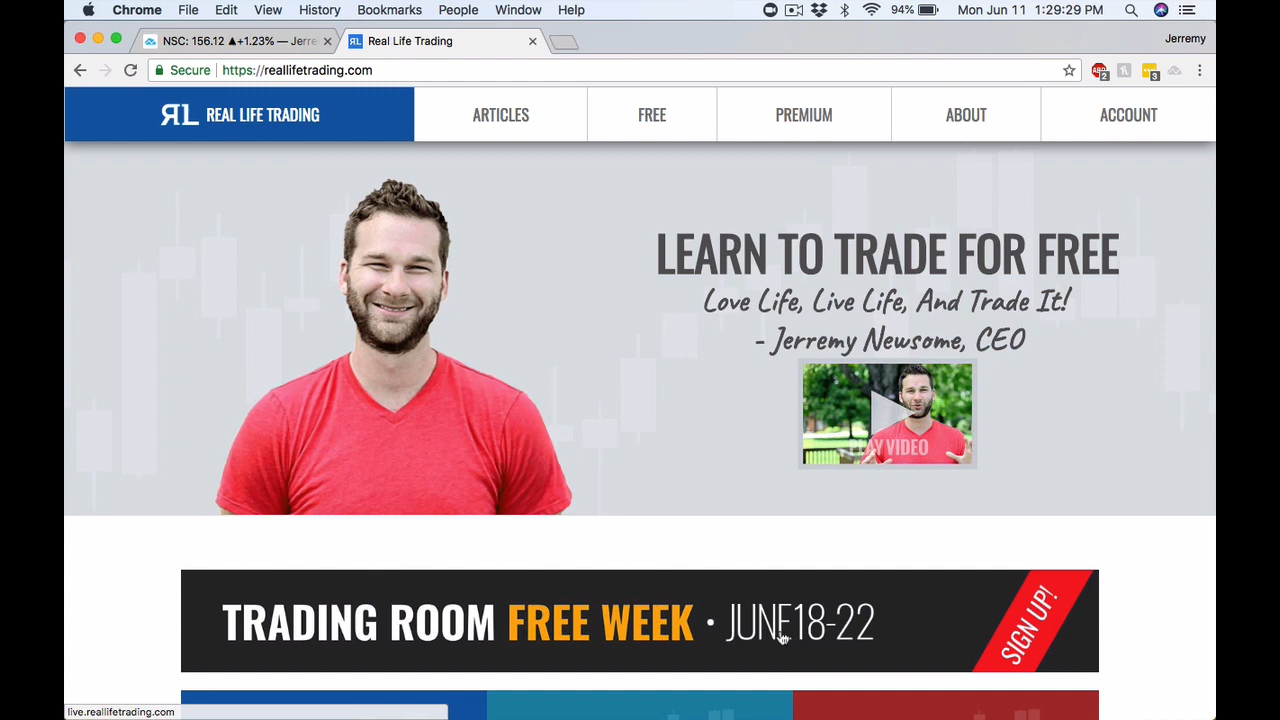 Chrome File Edit View History Bookmarks People Window Help 94% Mon Jun 11 1:29:29 PM
NSC: 156.12 ▲+1.23% — Jerre
Real Life Trading
Jerremy
Secure https://reallifetrading.com
2
3
RL REAL LIFE TRADING
ARTICLES
FREE
PREMIUM
ABOUT
ACCOUNT
LEARN TO TRADE FOR FREE
Love Life, Live Life, And Trade It!
- Jerremy Newsome, CEO
PLAY VIDEO
TRADING ROOM FREE WEEK • JUNE 18-22
SIGN UP!
live.reallifetrading.com